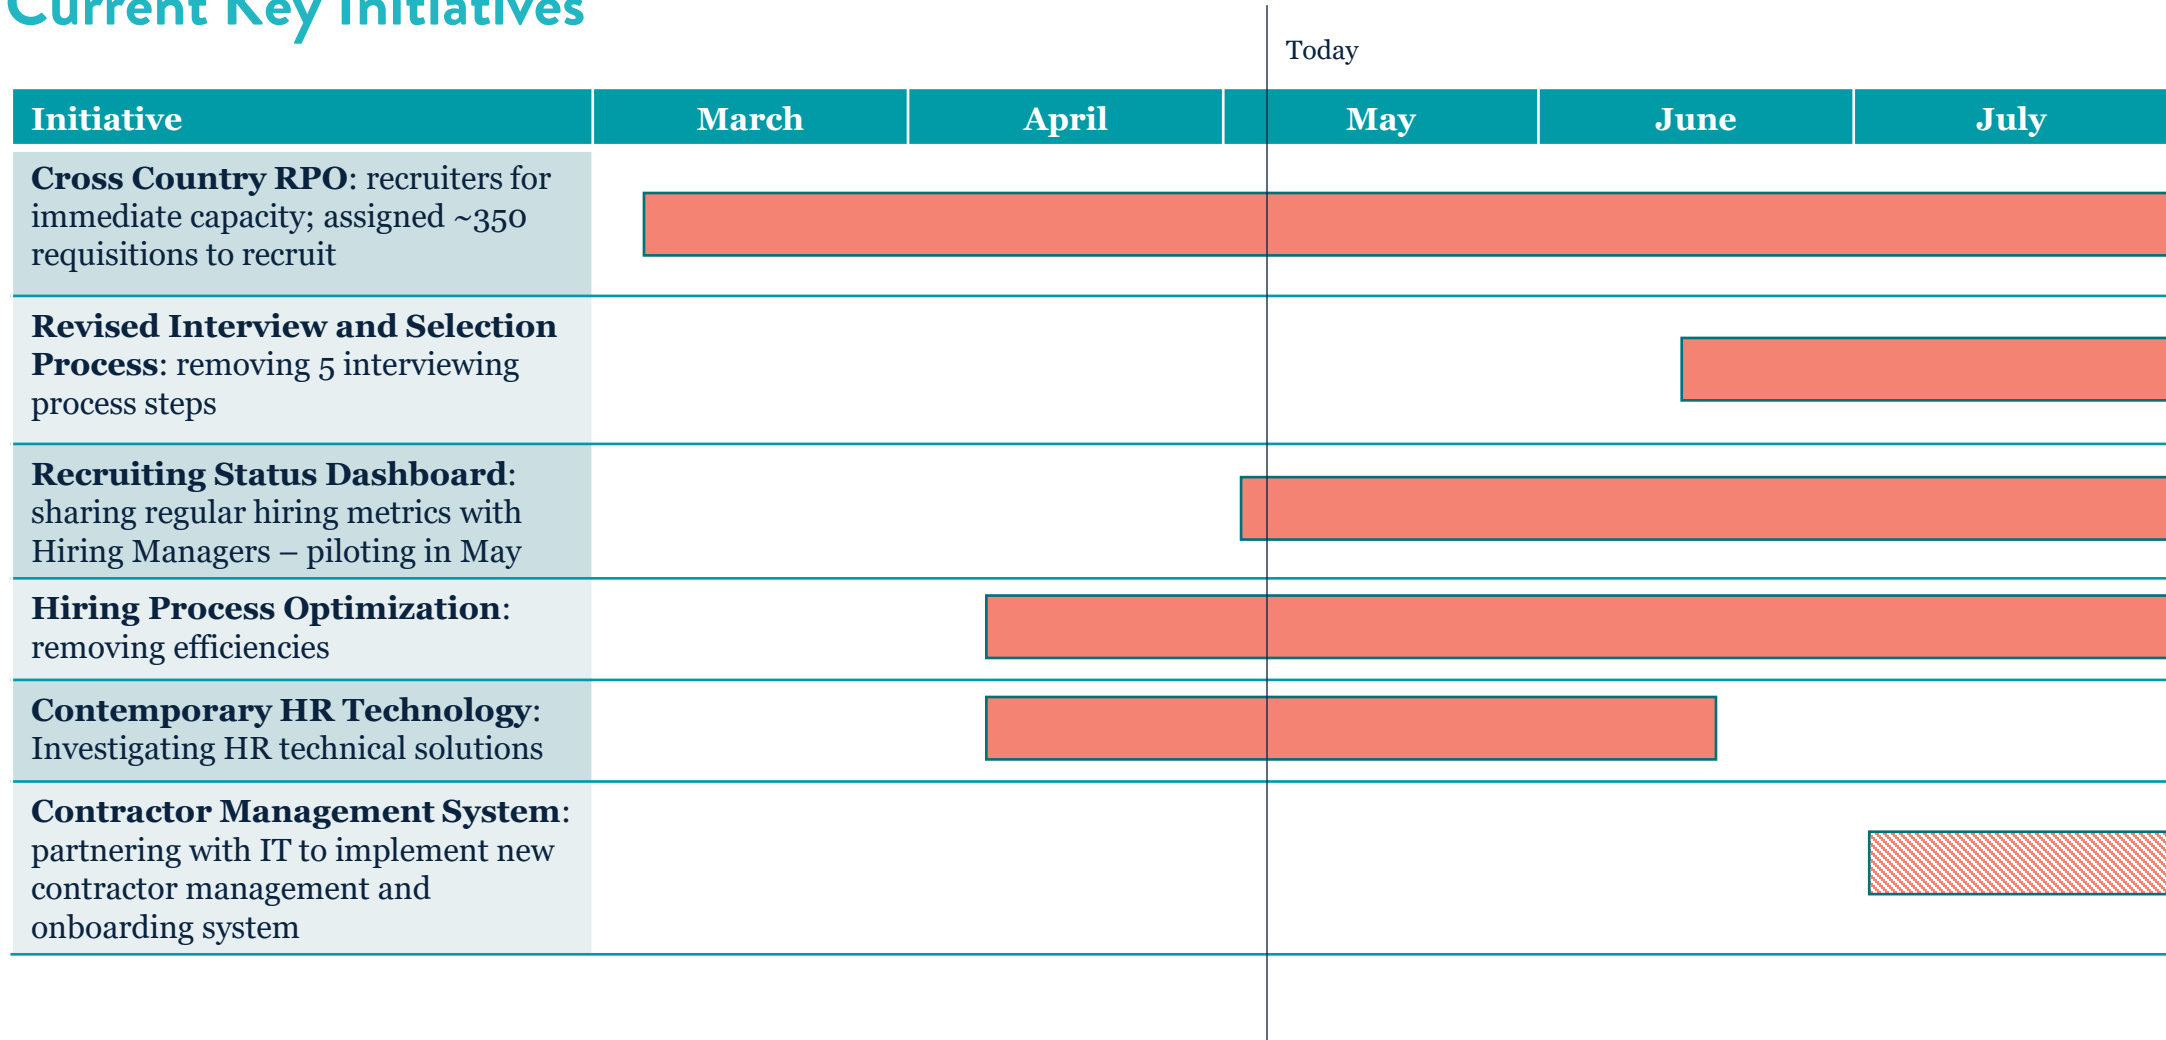 Current Key Initiatives
Today
Initiative March April May June July
Cross Country RPO: recruiters for
immediate capacity; assigned ~350
requisitions to recruit
Revised Interview and Selection
Process: removing 5 interviewing
process steps
Recruiting Status Dashboard:
sharing regular hiring metrics with
Hiring Managers – piloting in May
Hiring Process Optimization:
removing efficiencies
Contemporary HR Technology:
Investigating HR technical solutions
Contractor Management System:
partnering with IT to implement new
contractor management and
onboarding system